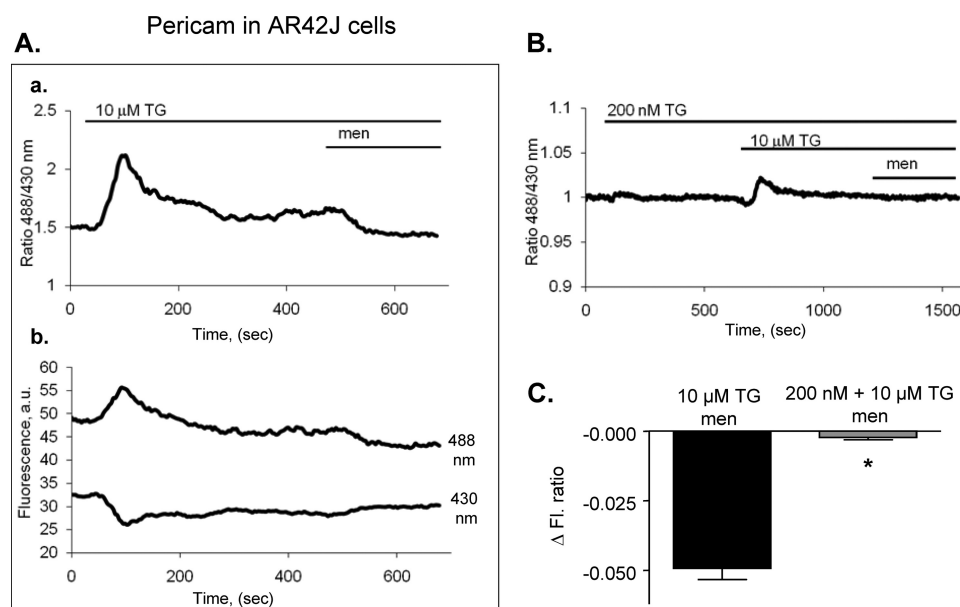 Pericam in AR42J cells
A.
a.
10 µM TG
men
2.5
2
1.5
1
Ratio 488/430 nm
0
200
400
600
Time, (sec)
b.
60
55
50
45
40
35
30
25
20
Fluorescence, a.u.
488
nm
430
nm
0
200
400
600
Time, (sec)
B.
1.1
1.05
1
0.95
0.9
Ratio 488/430 nm
200 nM TG
10 µM TG
men
0
500
1000
1500
Time, (sec)
C.
10 µM TG
men
200 nM + 10 µM TG
men
-0.000
-0.025
-0.050
Δ Fl. ratio
*